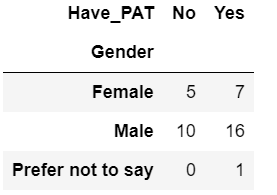 Have_PAT No Yes
Gender
Female 5 7
Male 10 16
Prefer not to say 0 1